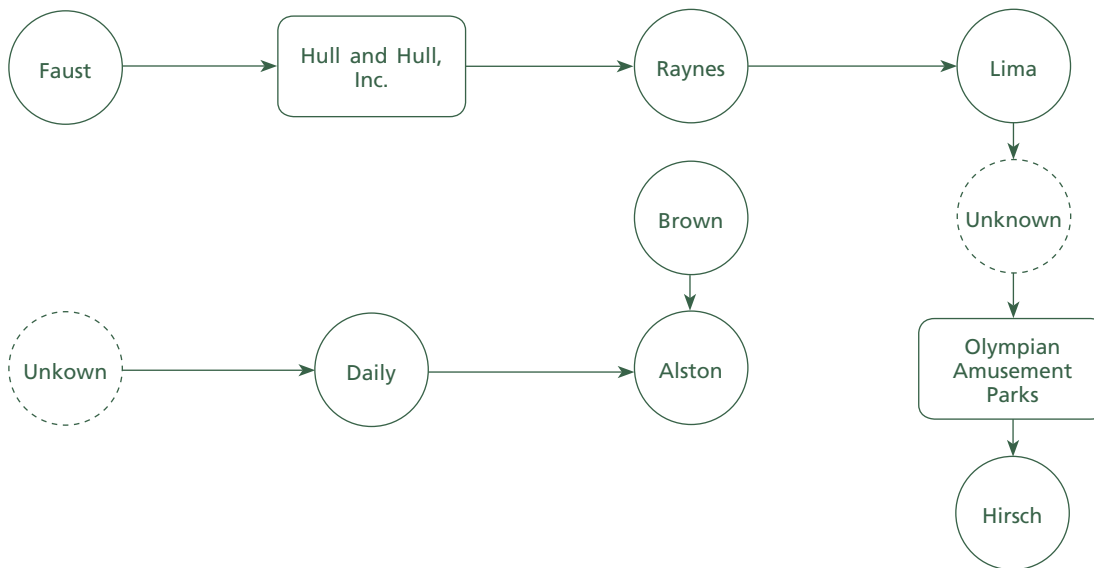 Faust
Hull and Hull,
Inc.
Raynes
Lima
Brown
Unknown
Unkown
Daily
Alston
Olympian
Amusement
Parks
Hirsch